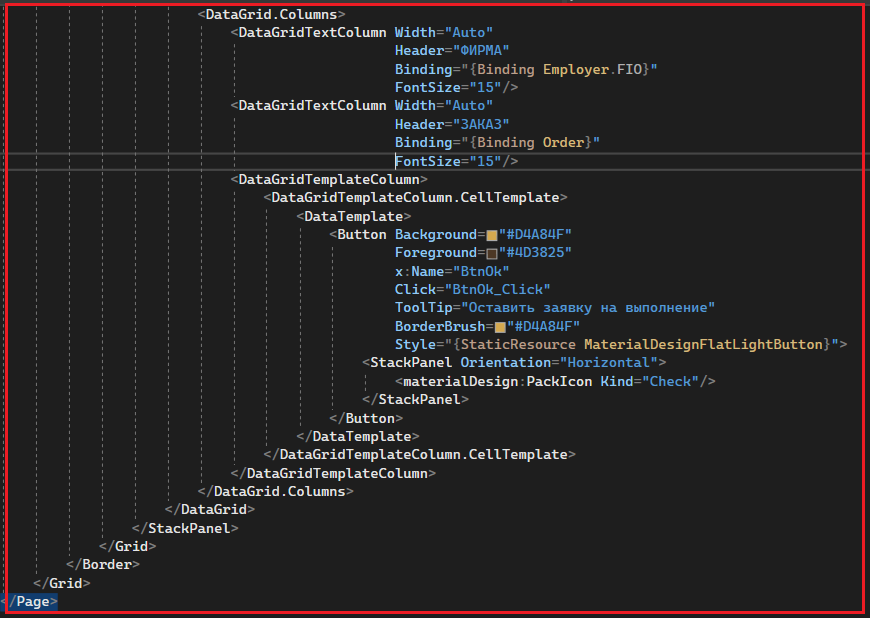 <DataGrid.Columns>
<DataGridTextColumn Width="Auto"
Header="ФИРМА"
Binding="{Binding Employer.FIO}"
FontSize="15"/>
<DataGridTextColumn Width="Auto"
Header="ЗАКАЗ"
Binding="{Binding Order}"
FontSize="15"/>
<DataGridTemplateColumn>
<DataGridTemplateColumn.CellTemplate>
<DataTemplate>
<Button Background="#D4A84F"
Foreground="#4D3825"
x:Name="BtnOk"
Click="BtnOk_Click"
ToolTip="Оставить заявку на выполнение"
BorderBrush="#D4A84F"
Style="{StaticResource MaterialDesignFlatLightButton}">
<StackPanel Orientation="Horizontal">
<materialDesign:PackIcon Kind="Check"/>
</StackPanel>
</Button>
</DataTemplate>
</DataGridTemplateColumn.CellTemplate>
</DataGridTemplateColumn>
</DataGrid.Columns>
</DataGrid>
</StackPanel>
</Grid>
</Border>
</Grid>
</Page>